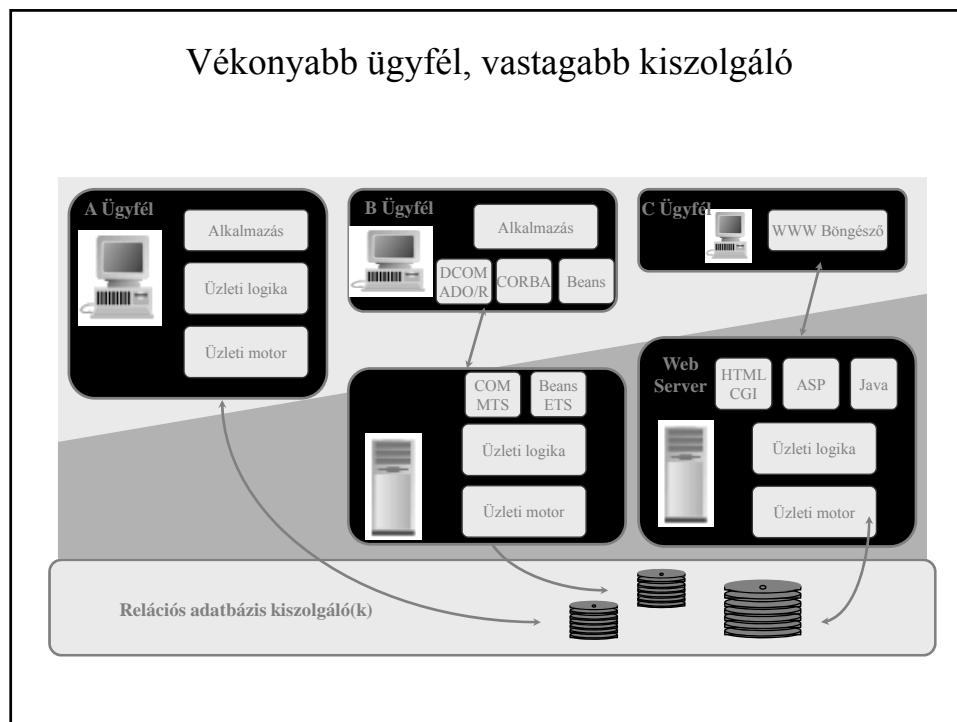 Vékonyabb ügyfél, vastagabb kiszolgáló
A Ügyfél
Alkalmazás
Üzleti logika
Üzleti motor
B Ügyfél
Alkalmazás
DCOM
ADO/R
CORBA
Beans
COM
MTS
Beans
ETS
Üzleti logika
Üzleti motor
C Ügyfél
WWW Böngésző
Web
Server
HTML
CGI
ASP
Java
Üzleti logika
Üzleti motor
Relációs adatbázis kiszolgáló(k)